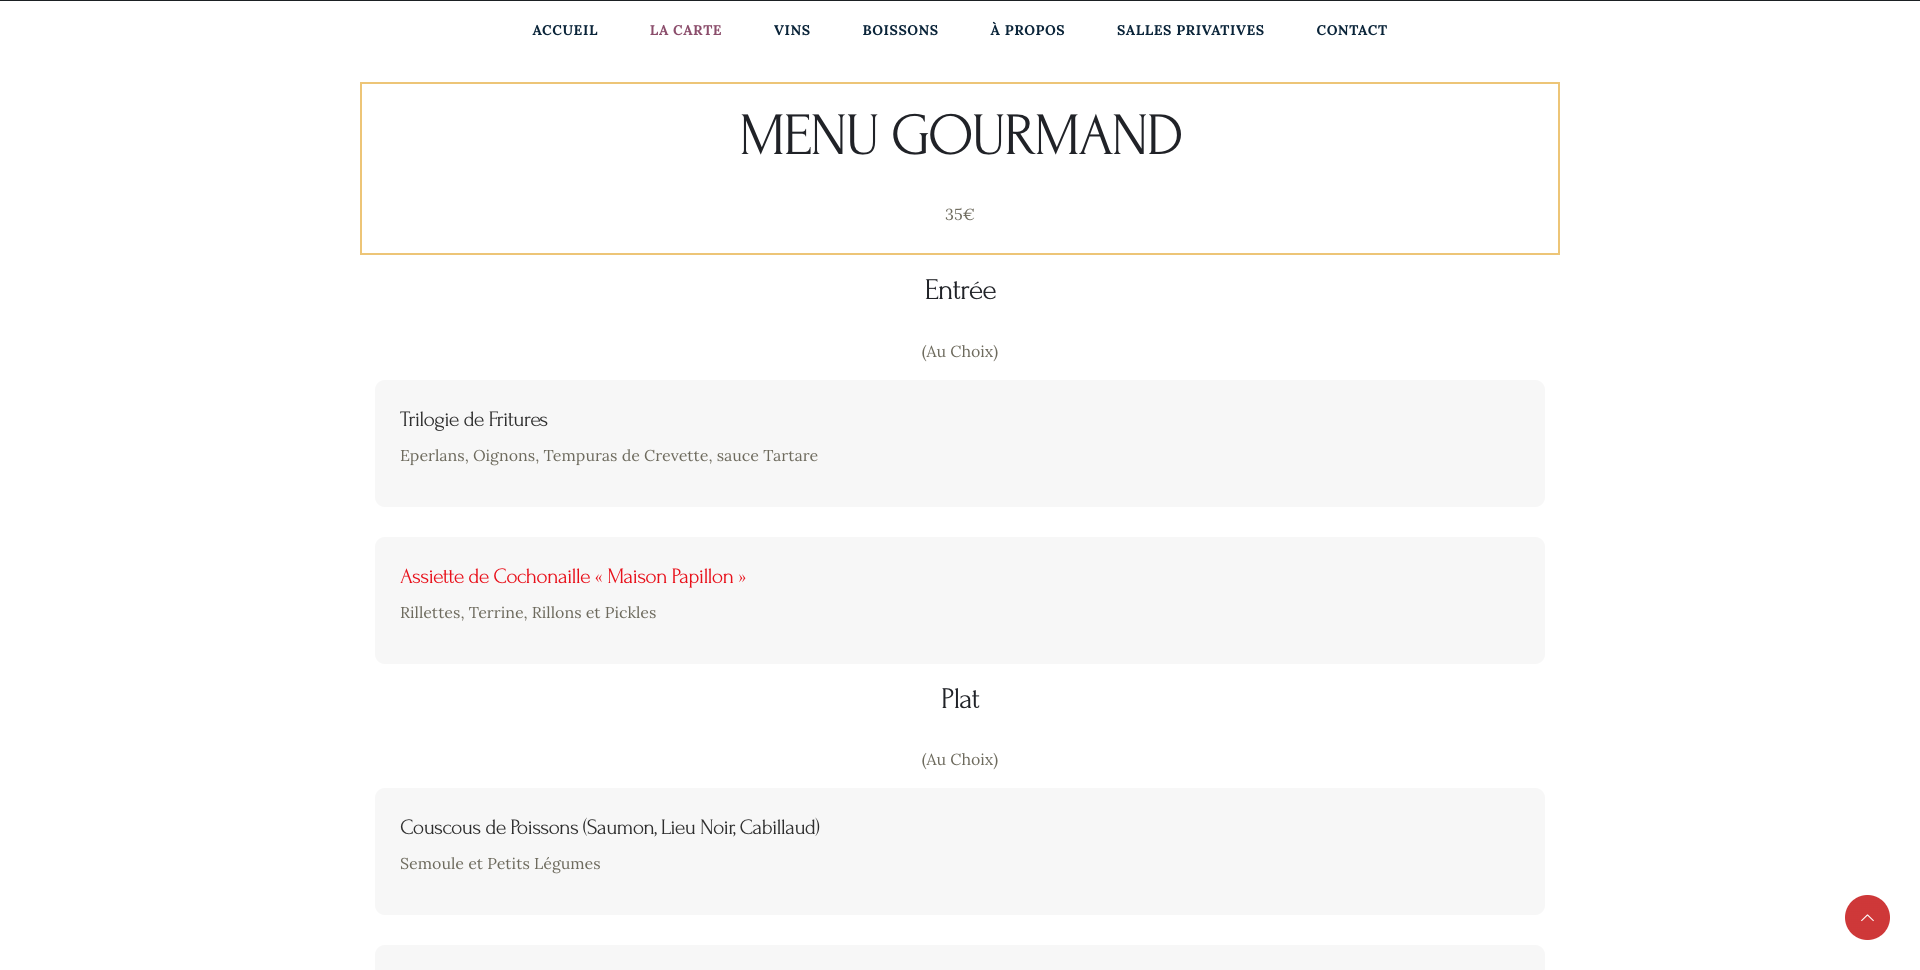 ACCUEIL LA CARTE VINS BOISSONS À PROPOS SALLES PRIVATIVES CONTACT
MENU GOURMAND
35€
Entrée
(Au Choix)
Trilogie de Fritures
Eperlans, Oignons, Tempuras de Crevette, sauce Tartare
Assiette de Cochonaille « Maison Papillon »
Rillettes, Terrine, Rillons et Pickles
Plat
(Au Choix)
Couscous de Poissons (Saumon, Lieu Noir, Cabillaud)
Semoule et Petits Légumes